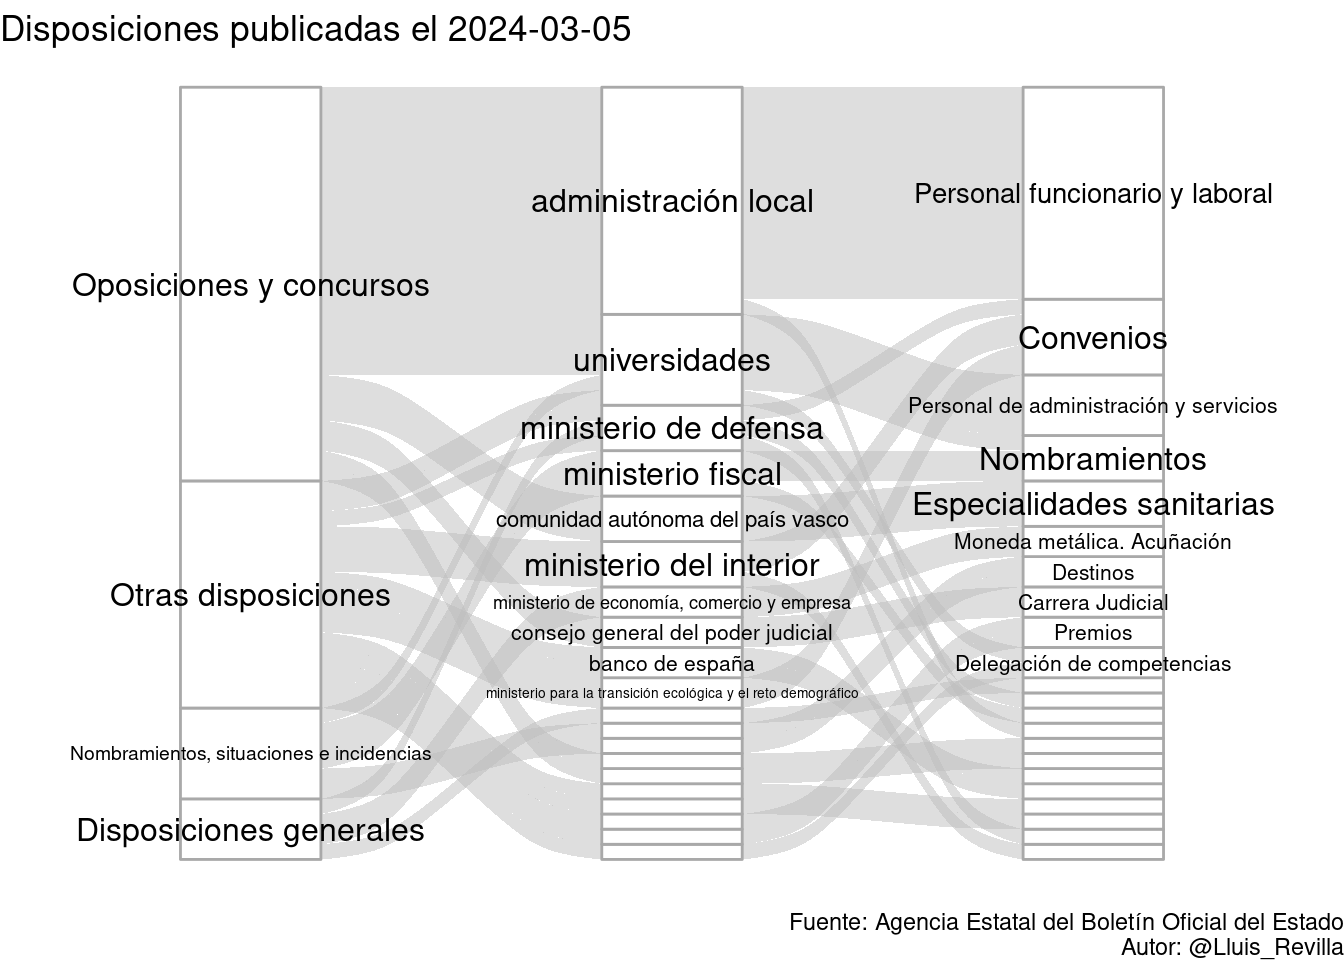 Disposiciones publicadas el 2024-03-05
Oposiciones y concursos
Otras disposiciones
Nombramientos, situaciones e incidencias
Disposiciones generales
administración local
universidades
ministerio de defensa
ministerio fiscal
comunidad autónoma del país vasco
ministerio del interior
ministerio de economía, comercio y empresa
consejo general del poder judicial
banco de españa
ministerio para la transición ecológica y el reto demográfico
Personal funcionario y laboral
Convenios
Personal de administración y servicios
Nombramientos
Especialidades sanitarias
Moneda metálica. Acuñación
Destinos
Carrera Judicial
Premios
Delegación de competencias
Fuente: Agencia Estatal del Boletín Oficial del Estado
Autor: @Lluis_Revilla